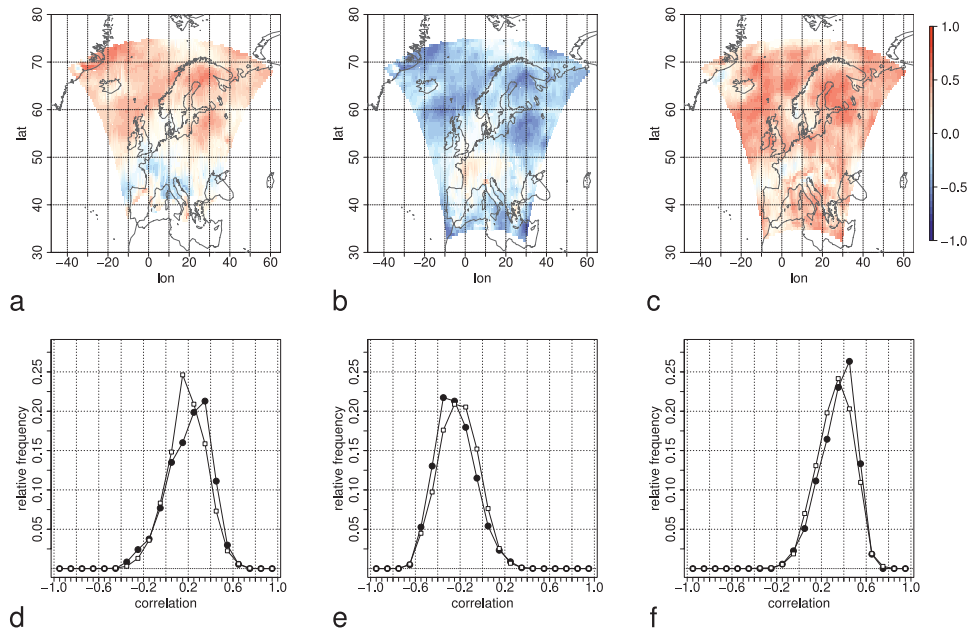 80
70
60
50
40
30
lat
−40 −20 0 20 40 60
lon
a
80
70
60
50
40
30
lat
−40 −20 0 20 40 60
lon
b
80
70
60
50
40
30
lat
−40 −20 0 20 40 60
lon
c
1.0
0.5
0.0
−0.5
−1.0
relative frequency
0.05 0.10 0.15 0.20 0.25
−1.0 −0.6 −0.2 0.2 0.6 1.0
correlation
d
relative frequency
0.05 0.10 0.15 0.20 0.25
−1.0 −0.6 −0.2 0.2 0.6 1.0
correlation
e
relative frequency
0.05 0.10 0.15 0.20 0.25
−1.0 −0.6 −0.2 0.2 0.6 1.0
correlation
f